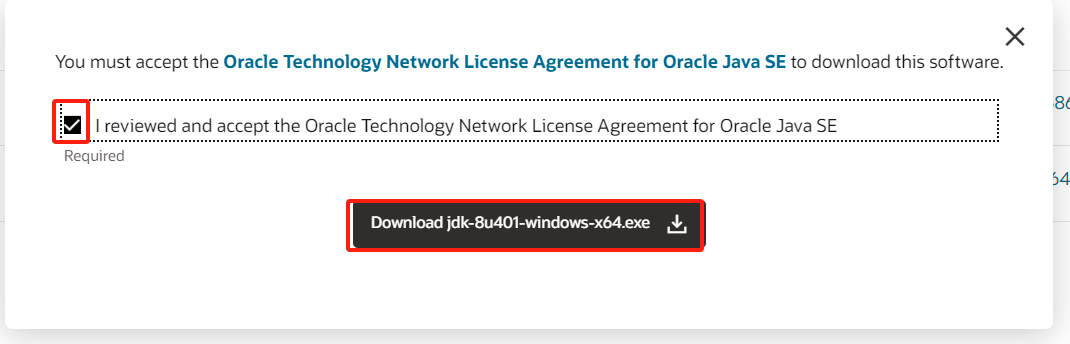 You must accept the Oracle Technology Network License Agreement for Oracle Java SE to download this software.
I reviewed and accept the Oracle Technology Network License Agreement for Oracle Java SE
Required
Download jdk-8u401-windows-x64.exe